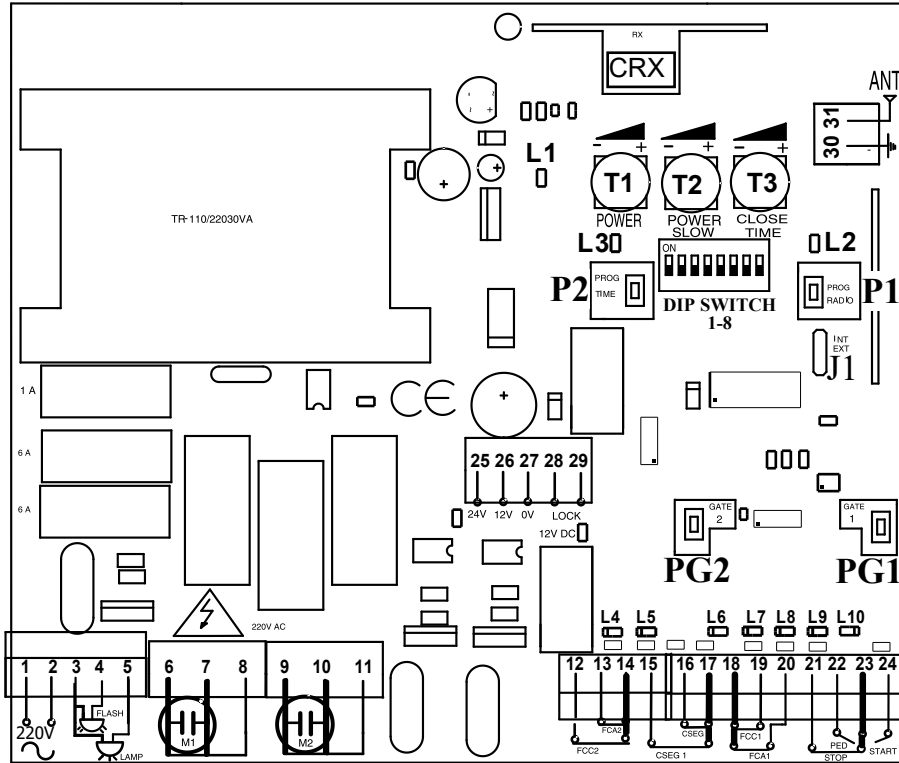 RX
CRX
ANT
30 31
L1
- +
- +
- +
T1 T2 T3
POWER
POWER SLOW
CLOSE TIME
TR-110/22030VA
L3
L2
ON
P2
PROG TIME
PROG RADIO
P1
DIP SWITCH
1-8
INT
EXT
J1
1 A
6 A
6 A
CE
25 26 27 28 29
24V 12V 0V LOCK
12V DC
GATE 2
GATE 1
PG2
PG1
220V AC
L4 L5 L6 L7 L8 L9 L10
1 2 3 4 5 6 7 8 9 10 11
12 13 14 15 16 17 18 19 20 21 22 23 24
220V
FLASH
LAMP
M1
M2
FCA2
FCC2
CSEG
CSEG 1
FCC1
FCA1
PED
STOP
START